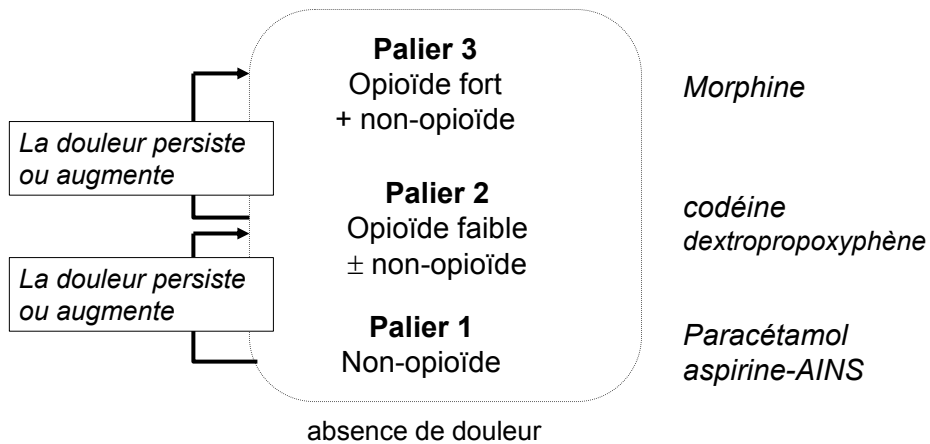 Palier 3
Opioïde fort
+ non-opioïde
Morphine
La douleur persiste
ou augmente
Palier 2
Opioïde faible
± non-opioïde
codéine
dextropropoxyphène
La douleur persiste
ou augmente
Palier 1
Non-opioïde
Paracétamol
aspirine-AINS
absence de douleur